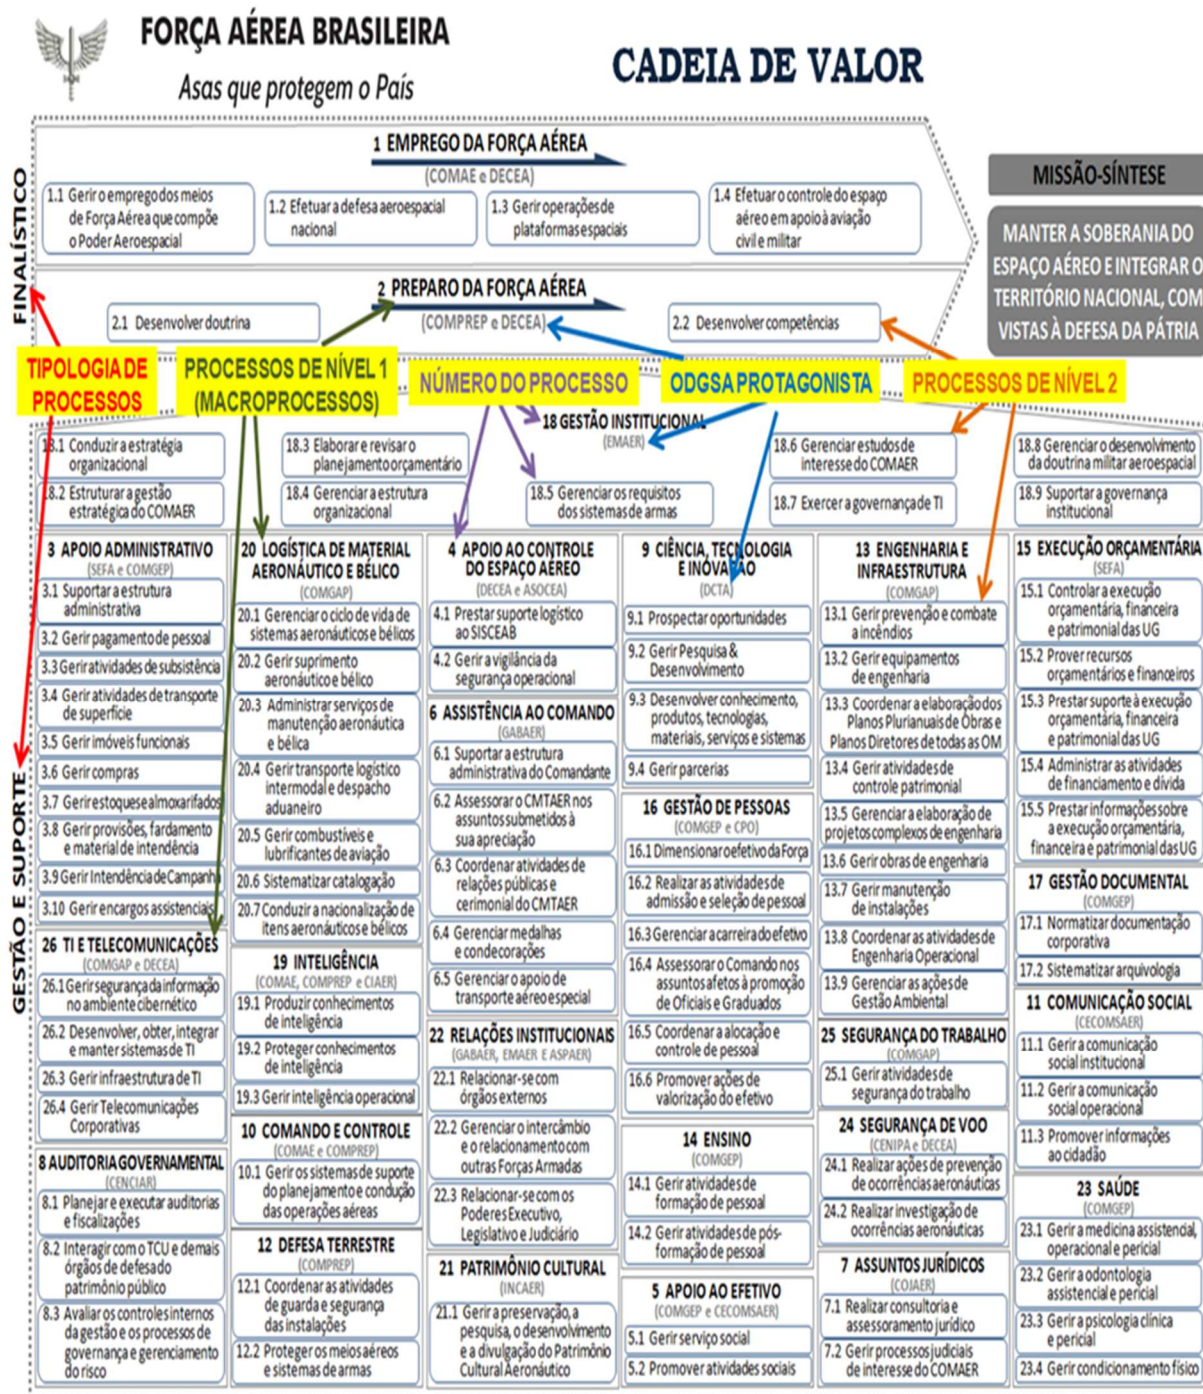 FORÇA AÉREA BRASILEIRA
Asas que protegem o País
CADEIA DE VALOR
FINALÍSTICO
1 EMPREGO DA FORÇA AÉREA
(COMAE e DECEA)
1.1 Gerir o emprego dos meios
de Força Aérea que compõe
o Poder Aeroespacial
1.2 Efetuar a defesa aeroespacial
nacional
1.3 Gerir operações de
plataformas espaciais
1.4 Efetuar o controle do espaço
aéreo em apoio à aviação
civil e militar
2 PREPARO DA FORÇA AÉREA
(COMPREP e DECEA)
2.1 Desenvolver doutrina
2.2 Desenvolver competências
MISSÃO-SÍNTESE
MANTER A SOBERANIA DO
ESPAÇO AÉREO E INTEGRAR O
TERRITÓRIO NACIONAL, COM
VISTAS À DEFESA DA PÁTRIA
TIPOLOGIA DE
PROCESSOS
PROCESSOS DE NÍVEL 1
(MACROPROCESSOS)
NÚMERO DO PROCESSO
ODGSA PROTAGONISTA
PROCESSOS DE NÍVEL 2
GESTÃO E SUPORTE
18 GESTÃO INSTITUCIONAL
(EMAER)
18.1 Conduzir a estratégia
organizacional
18.2 Estruturar a gestão
estratégica do COMAER
18.3 Elaborar e revisar o
planejamento orçamentário
18.4 Gerenciar a estrutura
organizacional
18.5 Gerenciar os requisitos
dos sistemas de armas
18.6 Gerenciar estudos de
interesse do COMAER
18.7 Exercer a governança de TI
18.8 Gerenciar o desenvolvimento
da doutrina militar aeroespacial
18.9 Suportar a governança
institucional
3 APOIO ADMINISTRATIVO
(SEFA e COMGEP)
3.1 Suportar a estrutura
administrativa
3.2 Gerir pagamento de pessoal
3.3 Gerir atividades de subsistência
3.4 Gerir atividades de transporte
de superfície
3.5 Gerir imóveis funcionais
3.6 Gerir compras
3.7 Gerir estoques e almoxarifados
3.8 Gerir provisões, fardamento
e material de intendência
3.9 Gerir Intendência de Campanha
3.10 Gerir encargos assistenciais
26 TI E TELECOMUNICAÇÕES
(COMGAP e DECEA)
26.1 Gerir segurança da informação
no ambiente cibernético
26.2 Desenvolver, obter, integrar
e manter sistemas de TI
26.3 Gerir infraestrutura de TI
26.4 Gerir Telecomunicações
Corporativas
8 AUDITORIA GOVERNAMENTAL
(CENCIAR)
8.1 Planejar e executar auditorias
e fiscalizações
8.2 Interagir com o TCU e demais
órgãos de defesa do
patrimônio público
8.3 Avaliar os controles internos
da gestão e os processos de
governança e gerenciamento
do risco
20 LOGÍSTICA DE MATERIAL
AERONÁUTICO E BÉLICO
(COMGAP)
20.1 Gerenciar o ciclo de vida de
sistemas aeronáuticos e bélicos
20.2 Gerir suprimento
aeronáutico e bélico
20.3 Administrar serviços de
manutenção aeronáutica
e bélica
20.4 Gerir transporte logístico
intermodal e despacho
aduaneiro
20.5 Gerir combustíveis e
lubrificantes de aviação
20.6 Sistematizar catalogação
20.7 Conduzir a nacionalização de
itens aeronáuticos e bélicos
19 INTELIGÊNCIA
(COMAE, COMPREP e CIAER)
19.1 Produzir conhecimentos
de inteligência
19.2 Proteger conhecimentos
de inteligência
19.3 Gerir inteligência operacional
10 COMANDO E CONTROLE
(COMAE e COMPREP)
10.1 Gerir os sistemas de suporte
do planejamento e condução
das operações aéreas
12 DEFESA TERRESTRE
(COMPREP)
12.1 Coordenar as atividades
de guarda e segurança
das instalações
12.2 Proteger os meios aéreos
e sistemas de armas
4 APOIO AO CONTROLE
DO ESPAÇO AÉREO
(DECEA e ASOCEA)
4.1 Prestar suporte logístico
ao SISCEAB
4.2 Gerir a vigilância da
segurança operacional
6 ASSISTÊNCIA AO COMANDO
(GABAER)
6.1 Suportar a estrutura
administrativa do Comandante
6.2 Assessorar o CMTAER nos
assuntos submetidos à
sua apreciação
6.3 Coordenar atividades de
relações públicas e
cerimonial do CMTAER
6.4 Gerenciar medalhas
e condecorações
6.5 Gerenciar o apoio de
transporte aéreo especial
22 RELAÇÕES INSTITUCIONAIS
(GABAER, EMAER E ASPAER)
22.1 Relacionar-se com
órgãos externos
22.2 Gerenciar o intercâmbio
e o relacionamento com
outras Forças Armadas
22.3 Relacionar-se com os
Poderes Executivo,
Legislativo e Judiciário
21 PATRIMÔNIO CULTURAL
(INCAER)
21.1 Gerir a preservação, a
pesquisa, o desenvolvimento
e a divulgação do Patrimônio
Cultural Aeronáutico
9 CIÊNCIA, TECNOLOGIA
E INOVAÇÃO
(DCTA)
9.1 Prospectar oportunidades
9.2 Gerir Pesquisa &
Desenvolvimento
9.3 Desenvolver conhecimento,
produtos, tecnologias,
materiais, serviços e sistemas
9.4 Gerir parcerias
16 GESTÃO DE PESSOAS
(COMGEP e CPO)
16.1 Dimensionar o efetivo da Força
16.2 Realizar as atividades de
admissão e seleção de pessoal
16.3 Gerenciar a carreira do efetivo
16.4 Assessorar o Comando nos
assuntos afetos à promoção
de Oficiais e Graduados
16.5 Coordenar a alocação e
controle de pessoal
16.6 Promover ações de
valorização do efetivo
14 ENSINO
(COMGEP)
14.1 Gerir atividades de
formação de pessoal
14.2 Gerir atividades de pós-
formação de pessoal
5 APOIO AO EFETIVO
(COMGEP e CECOMSAER)
5.1 Gerir serviço social
5.2 Promover atividades sociais
13 ENGENHARIA E
INFRAESTRUTURA
(COMGAP)
13.1 Gerir prevenção e combate
a incêndios
13.2 Gerir equipamentos
de engenharia
13.3 Coordenar a elaboração dos
Planos Plurianuais de Obras e
Planos Diretores de todas as OM
13.4 Gerir atividades de
controle patrimonial
13.5 Gerenciar a elaboração de
projetos complexos de engenharia
13.6 Gerir obras de engenharia
13.7 Gerir manutenção
de instalações
13.8 Coordenar as atividades de
Engenharia Operacional
13.9 Gerenciar as ações de
Gestão Ambiental
25 SEGURANÇA DO TRABALHO
(COMGAP)
25.1 Gerir atividades de
segurança do trabalho
24 SEGURANÇA DE VOO
(CENIPA e DECEA)
24.1 Realizar ações de prevenção
de ocorrências aeronáuticas
24.2 Realizar investigação de
ocorrências aeronáuticas
7 ASSUNTOS JURÍDICOS
(COJAER)
7.1 Realizar consultoria e
assessoramento jurídico
7.2 Gerir processos judiciais
de interesse do COMAER
15 EXECUÇÃO ORÇAMENTÁRIA
(SEFA)
15.1 Controlar a execução
orçamentária, financeira
e patrimonial das UG
15.2 Prover recursos
orçamentários e financeiros
15.3 Prestar suporte à execução
orçamentária, financeira
e patrimonial das UG
15.4 Administrar as atividades
de financiamento e dívida
15.5 Prestar informações sobre
a execução orçamentária,
financeira e patrimonial das UG
17 GESTÃO DOCUMENTAL
(COMGEP)
17.1 Normatizar documentação
corporativa
17.2 Sistematizar arquivologia
11 COMUNICAÇÃO SOCIAL
(CECOMSAER)
11.1 Gerir a comunicação
social institucional
11.2 Gerir a comunicação
social operacional
11.3 Promover informações
ao cidadão
23 SAÚDE
(COMGEP)
23.1 Gerir a medicina assistencial,
operacional e pericial
23.2 Gerir a odontologia
assistencial e pericial
23.3 Gerir a psicologia clínica
e pericial
23.4 Gerir condicionamento físico